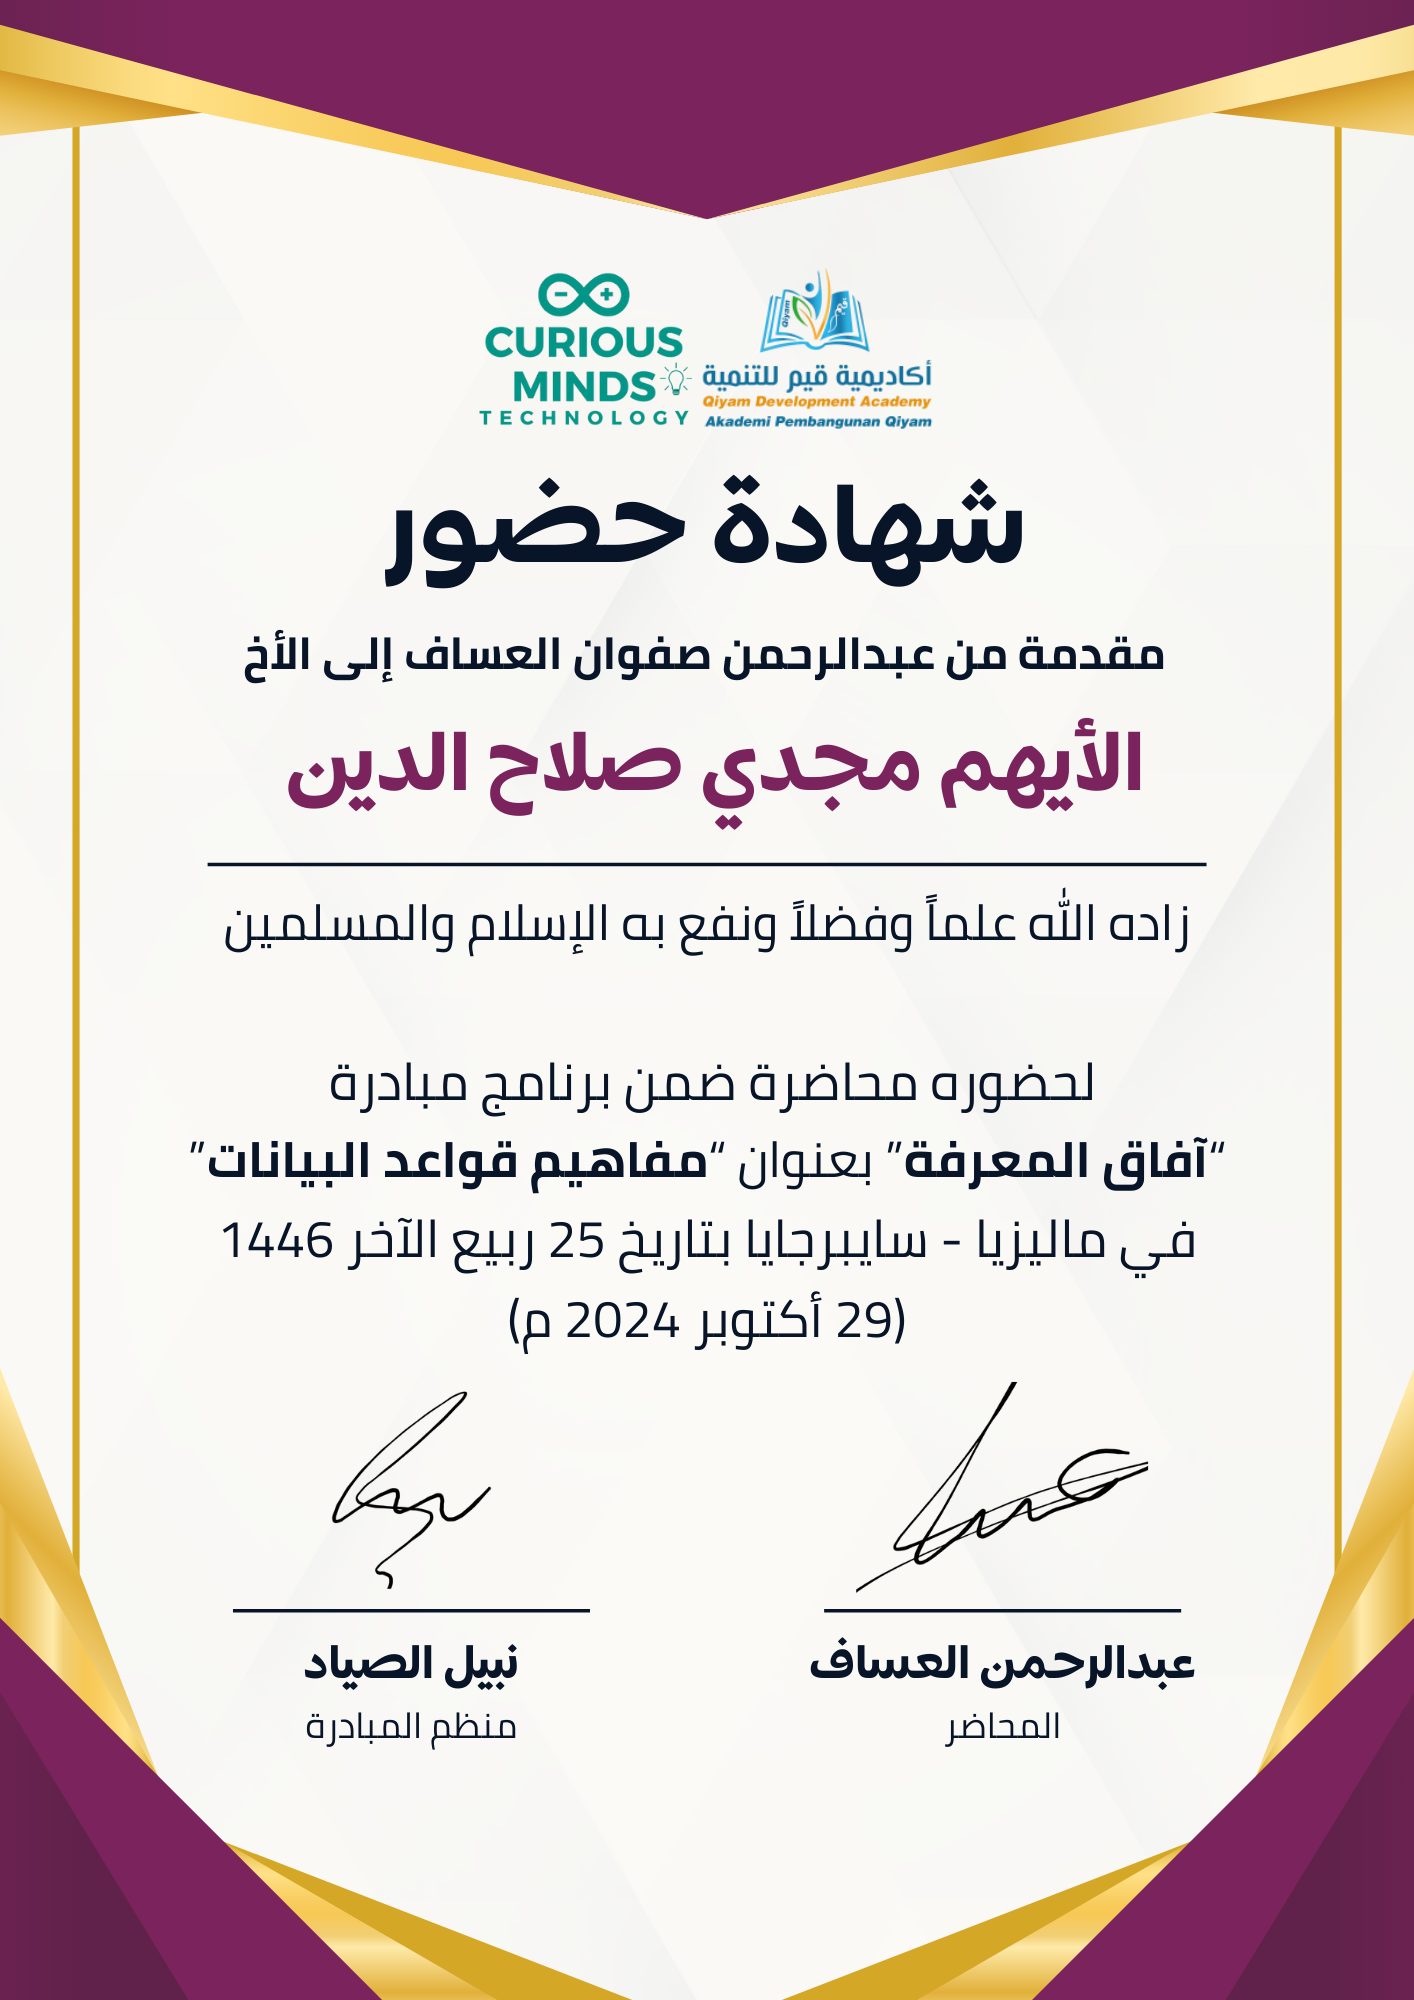 CURIOUS
MINDS
TECHNOLOGY
Qiyam
أكاديمية قيم للتنمية
Qiyam Development Academy
Akademi Pembangunan Qiyam
شهادة حضور
مقدمة من عبدالرحمن صفوان العساف إلى الأخ
الأيهم مجدي صلاح الدين
زاده الله علماً وفضلاً ونفع به الإسلام والمسلمين
لحضوره محاضرة ضمن برنامج مبادرة
“آفاق المعرفة” بعنوان “مفاهيم قواعد البيانات”
في ماليزيا - سايبرجايا بتاريخ 25 ربيع الآخر 1446
(29 أكتوبر 2024 م)
عبدالرحمن العساف
المحاضر
نبيل الصياد
منظم المبادرة